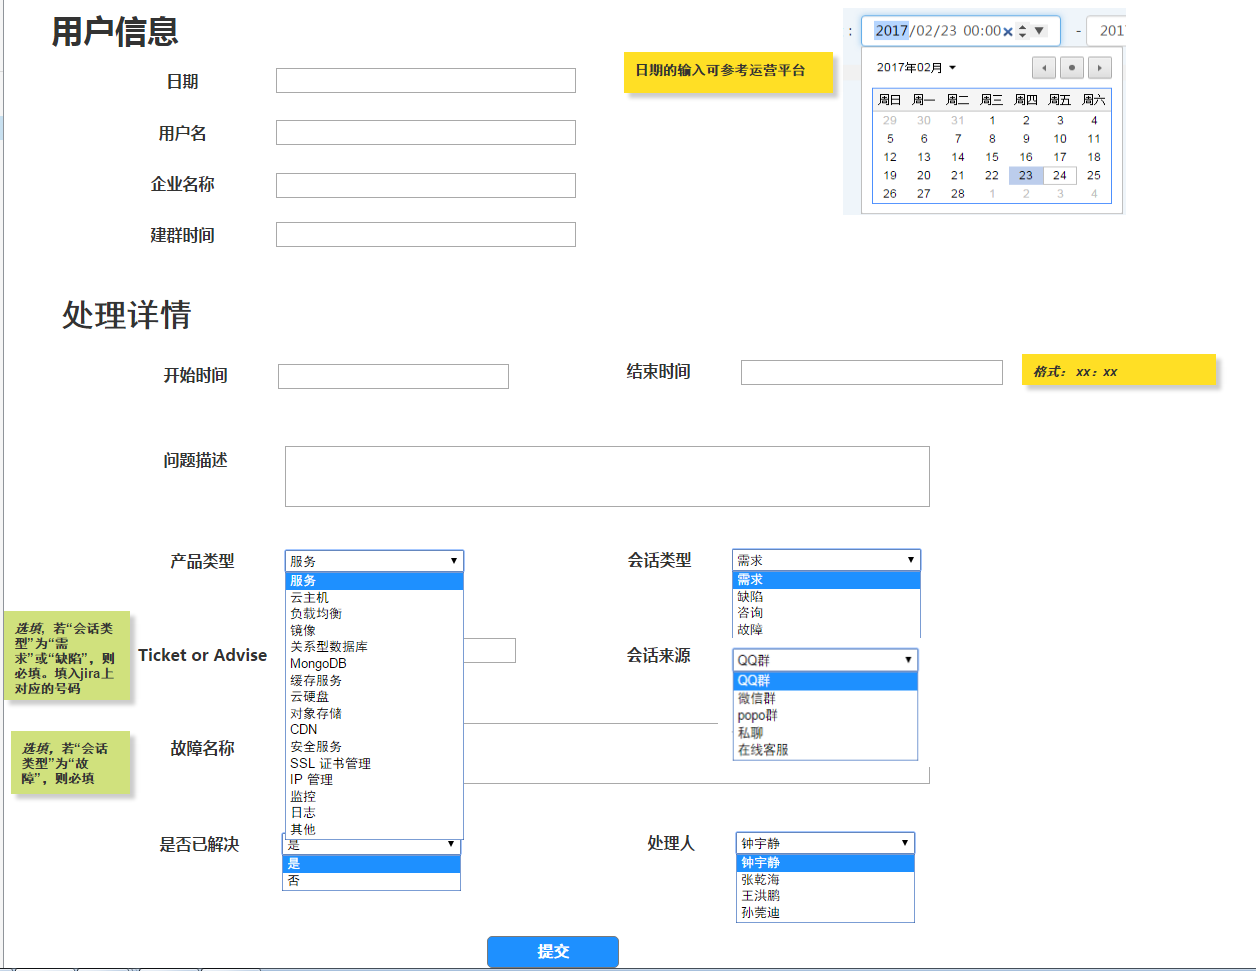 用户信息
日期
用户名
企业名称
建群时间
日期的输入可参考运营平台
: 2017/02/23 00:00 - 201
2017年02月
周日 周一 周二 周三 周四 周五 周六
29 30 31 1 2 3 4
5 6 7 8 9 10 11
12 13 14 15 16 17 18
19 20 21 22 23 24 25
26 27 28 1 2 3 4
处理详情
开始时间
结束时间
格式： xx：xx
问题描述
产品类型
服务
服务
云主机
负载均衡
镜像
关系型数据库
MongoDB
缓存服务
云硬盘
对象存储
CDN
安全服务
SSL 证书管理
IP 管理
监控
日志
其他
会话类型
需求
需求
缺陷
咨询
故障
选填，若“会话类
型”为“需
求”或“缺陷”，则
必填。填入jira上
对应的号码
Ticket or Advise
会话来源
QQ群
QQ群
微信群
popo群
私聊
在线客服
选填，若“会话
类型”为“故
障”，则必填
故障名称
是否已解决
是
是
否
处理人
钟宇静
钟宇静
张乾海
王洪鹏
孙莞迪
提交